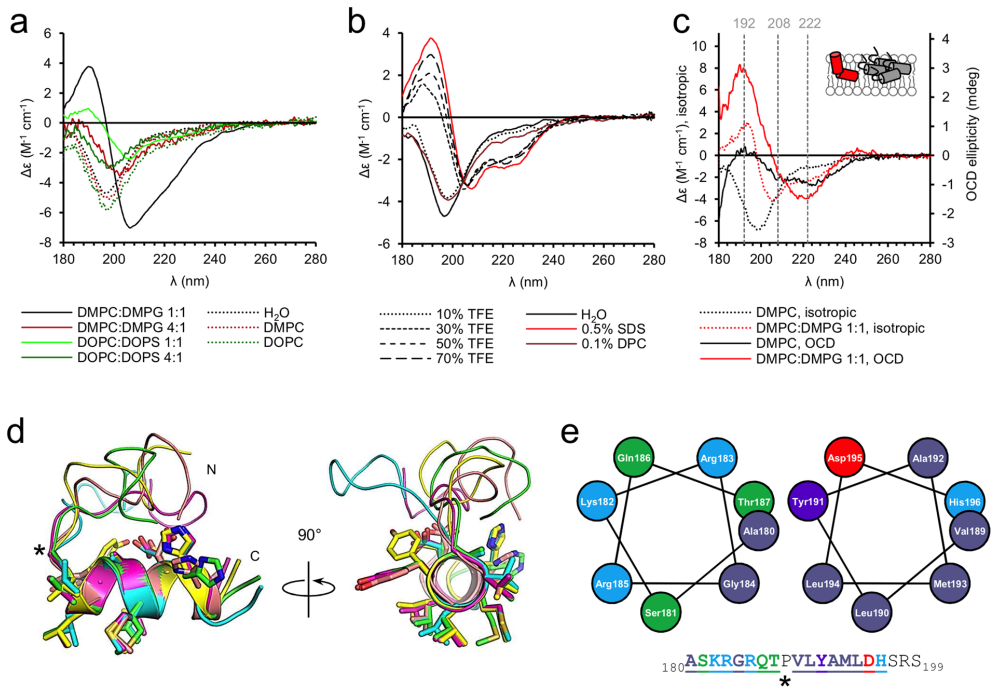 a
6
4
2
0
-2
-4
-6
-8
Δε (M⁻¹ cm⁻¹)
180 200 220 240 260 280
λ (nm)
DMPC:DMPG 1:1
DMPC:DMPG 4:1
DOPC:DOPS 1:1
DOPC:DOPS 4:1
H₂O
DMPC
DOPC
b
4
2
0
-2
-4
-6
Δε (M⁻¹ cm⁻¹)
180 200 220 240 260 280
λ (nm)
10% TFE
30% TFE
50% TFE
70% TFE
H₂O
0.5% SDS
0.1% DPC
c
192 208 222
10
8
6
4
2
0
-2
-4
-6
-8
Δε (M⁻¹ cm⁻¹), isotropic
4
3
2
1
0
-1
-2
-3
OCD ellipticity (mdeg)
180 200 220 240 260 280
λ (nm)
DMPC, isotropic
DMPC:DMPG 1:1, isotropic
DMPC, OCD
DMPC:DMPG 1:1, OCD
d
N
C
*
90°
e
Gln186
Arg183
Lys182
Thr187
Ala180
Arg185
Gly184
Ser181
Asp195
Ala192
Tyr191
His196
Val189
Leu194
Met193
Leu190
180ASKRGRQTPVLYAMLDHSRS199
*